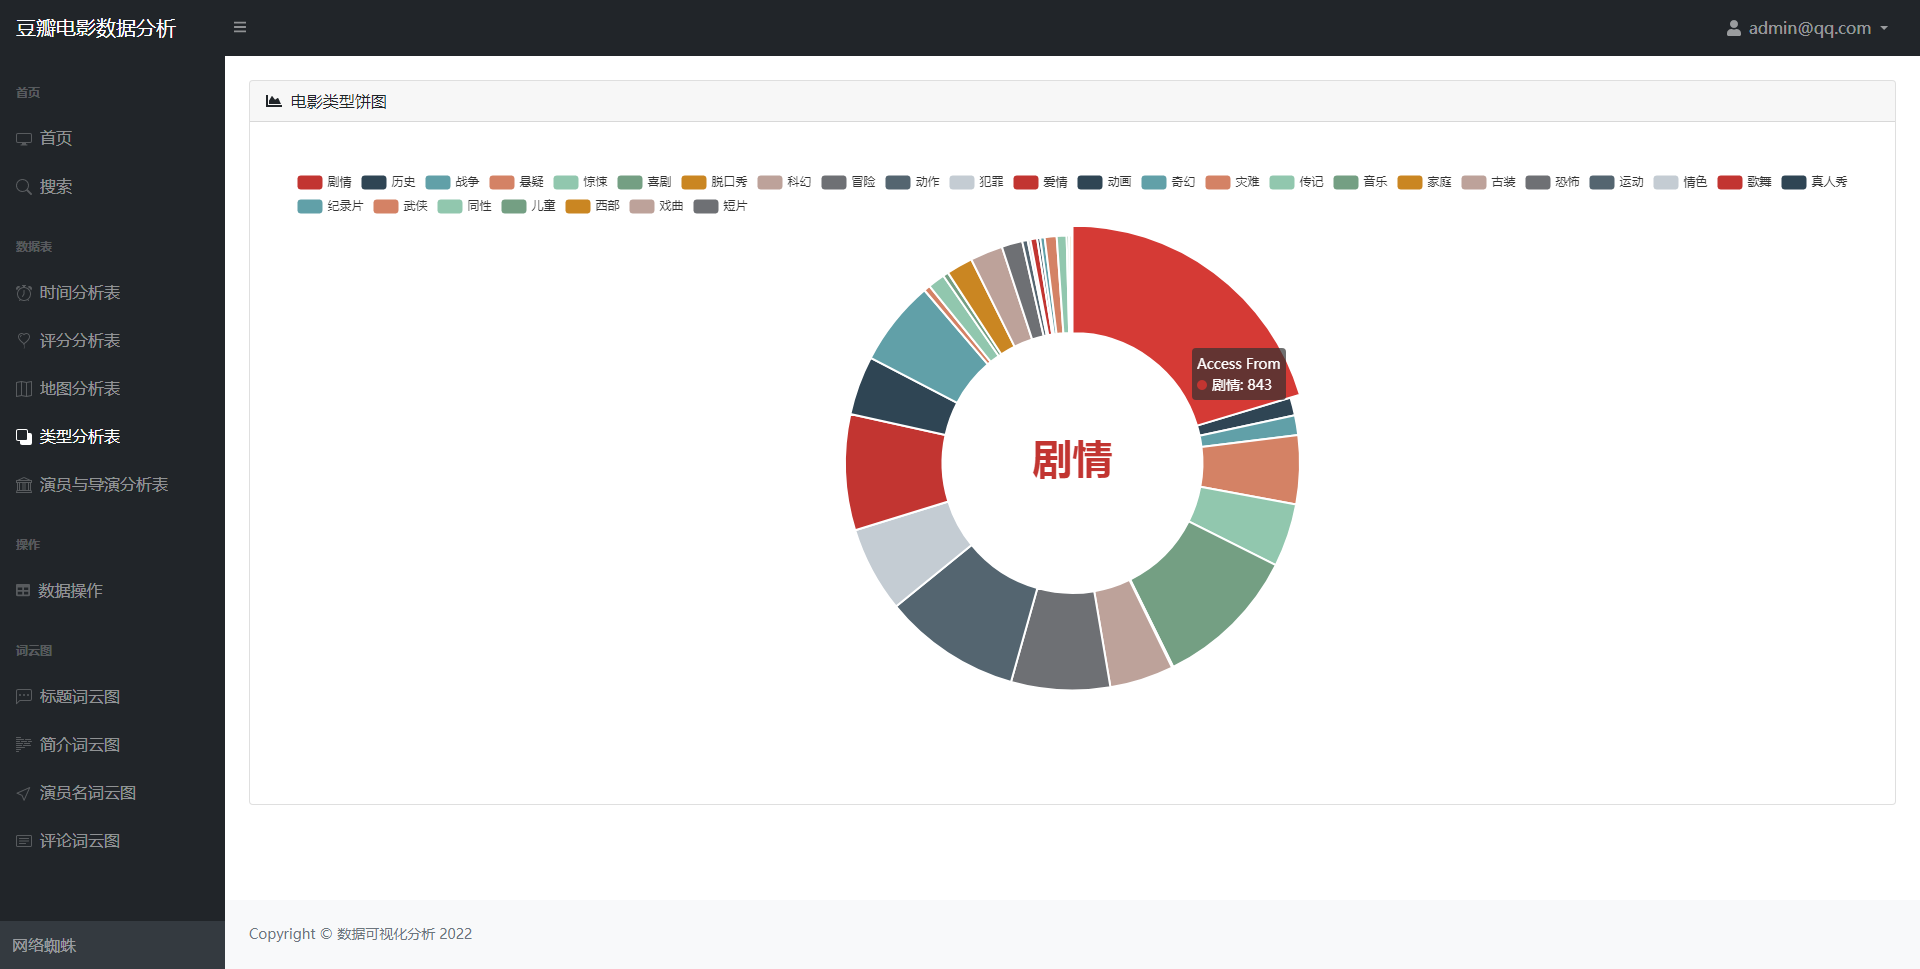 豆瓣电影数据分析
admin@qq.com
首页
首页
搜索
数据表
时间分析表
评分分析表
地图分析表
类型分析表
演员与导演分析表
操作
数据操作
词云图
标题词云图
简介词云图
演员名词云图
评论词云图
网络蜘蛛
电影类型饼图
剧情 历史 战争 悬疑 惊悚 喜剧 脱口秀 科幻 冒险 动作 犯罪 爱情 动画 奇幻 灾难 传记 音乐 家庭 古装 恐怖 运动 情色 歌舞 真人秀
纪录片 武侠 同性 儿童 西部 戏曲 短片
Access From
剧情: 843
剧情
Copyright © 数据可视化分析 2022